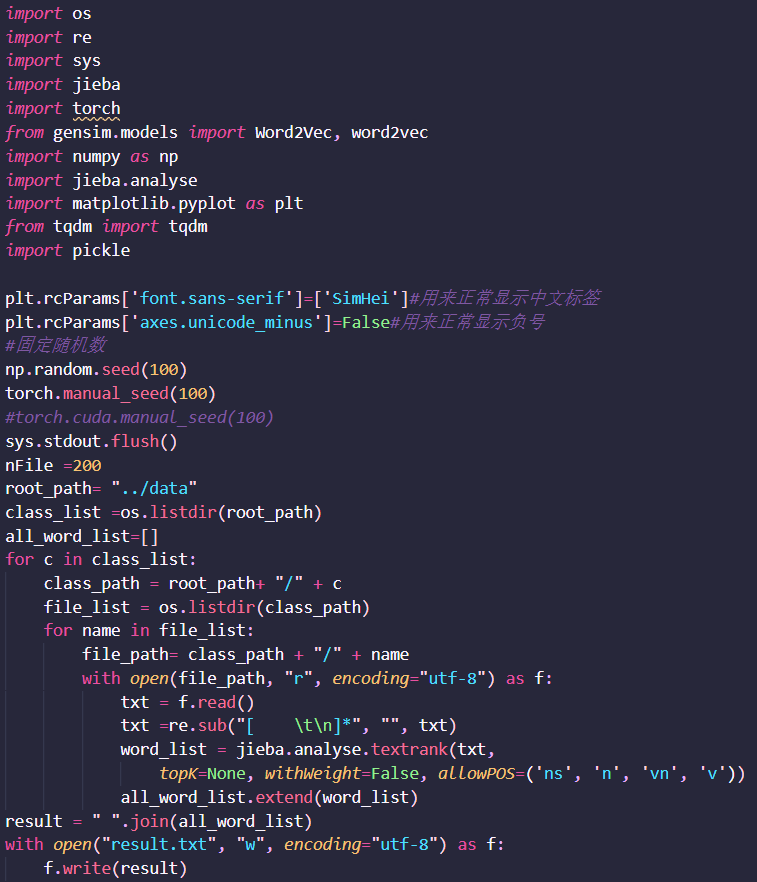 import os
import re
import sys
import jieba
import torch
from gensim.models import Word2Vec, word2vec
import numpy as np
import jieba.analyse
import matplotlib.pyplot as plt
from tqdm import tqdm
import pickle

plt.rcParams['font.sans-serif']=['SimHei']#用来正常显示中文标签
plt.rcParams['axes.unicode_minus']=False#用来正常显示负号
#固定随机数
np.random.seed(100)
torch.manual_seed(100)
#torch.cuda.manual_seed(100)
sys.stdout.flush()
nFile =200
root_path= "../data"
class_list =os.listdir(root_path)
all_word_list=[]
for c in class_list:
    class_path = root_path+ "/" + c
    file_list = os.listdir(class_path)
    for name in file_list:
        file_path= class_path + "/" + name
        with open(file_path, "r", encoding="utf-8") as f:
            txt = f.read()
            txt =re.sub("[    \t\n]*", "", txt)
            word_list = jieba.analyse.textrank(txt,
                topK=None, withWeight=False, allowPOS=('ns', 'n', 'vn', 'v'))
            all_word_list.extend(word_list)
result = " ".join(all_word_list)
with open("result.txt", "w", encoding="utf-8") as f:
    f.write(result)